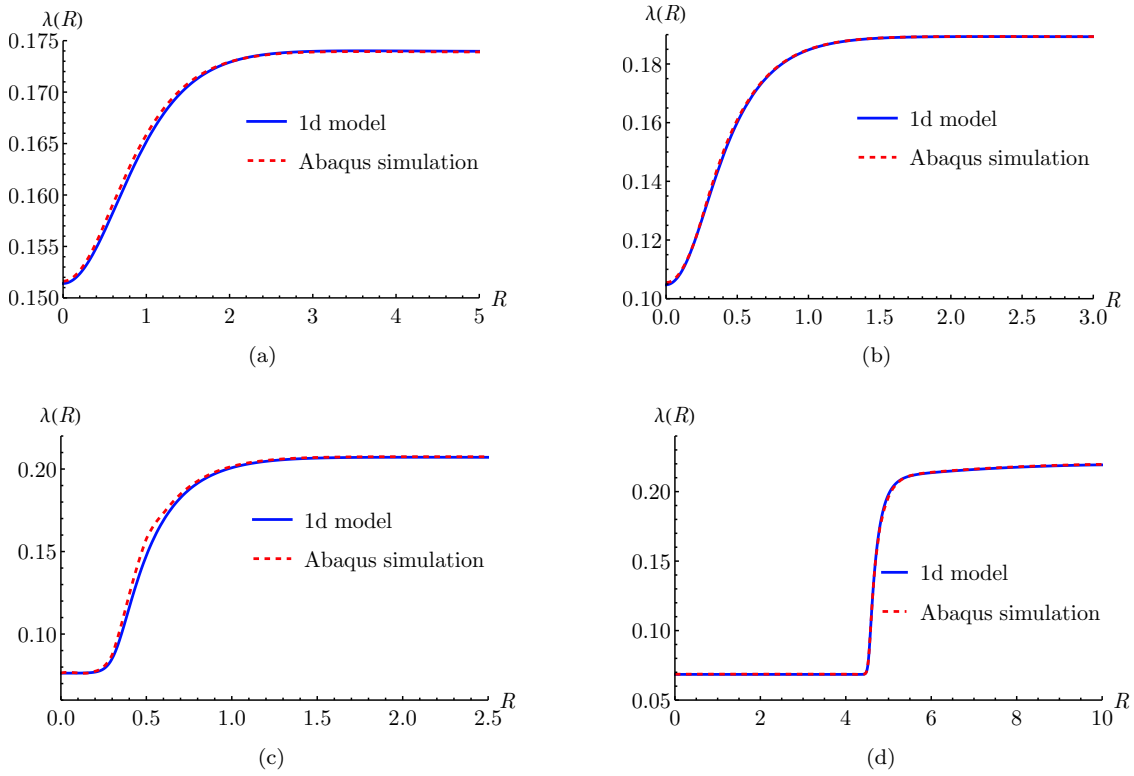 λ(R)
0.175
0.170
0.165
0.160
0.155
0.150
0 1 2 3 4 5
R
1d model
Abaqus simulation
(a)
λ(R)
0.18
0.16
0.14
0.12
0.10
0.0 0.5 1.0 1.5 2.0 2.5 3.0
R
1d model
Abaqus simulation
(b)
λ(R)
0.20
0.15
0.10
0.0 0.5 1.0 1.5 2.0 2.5
R
1d model
Abaqus simulation
(c)
λ(R)
0.20
0.15
0.10
0.05
0 2 4 6 8 10
R
1d model
Abaqus simulation
(d)